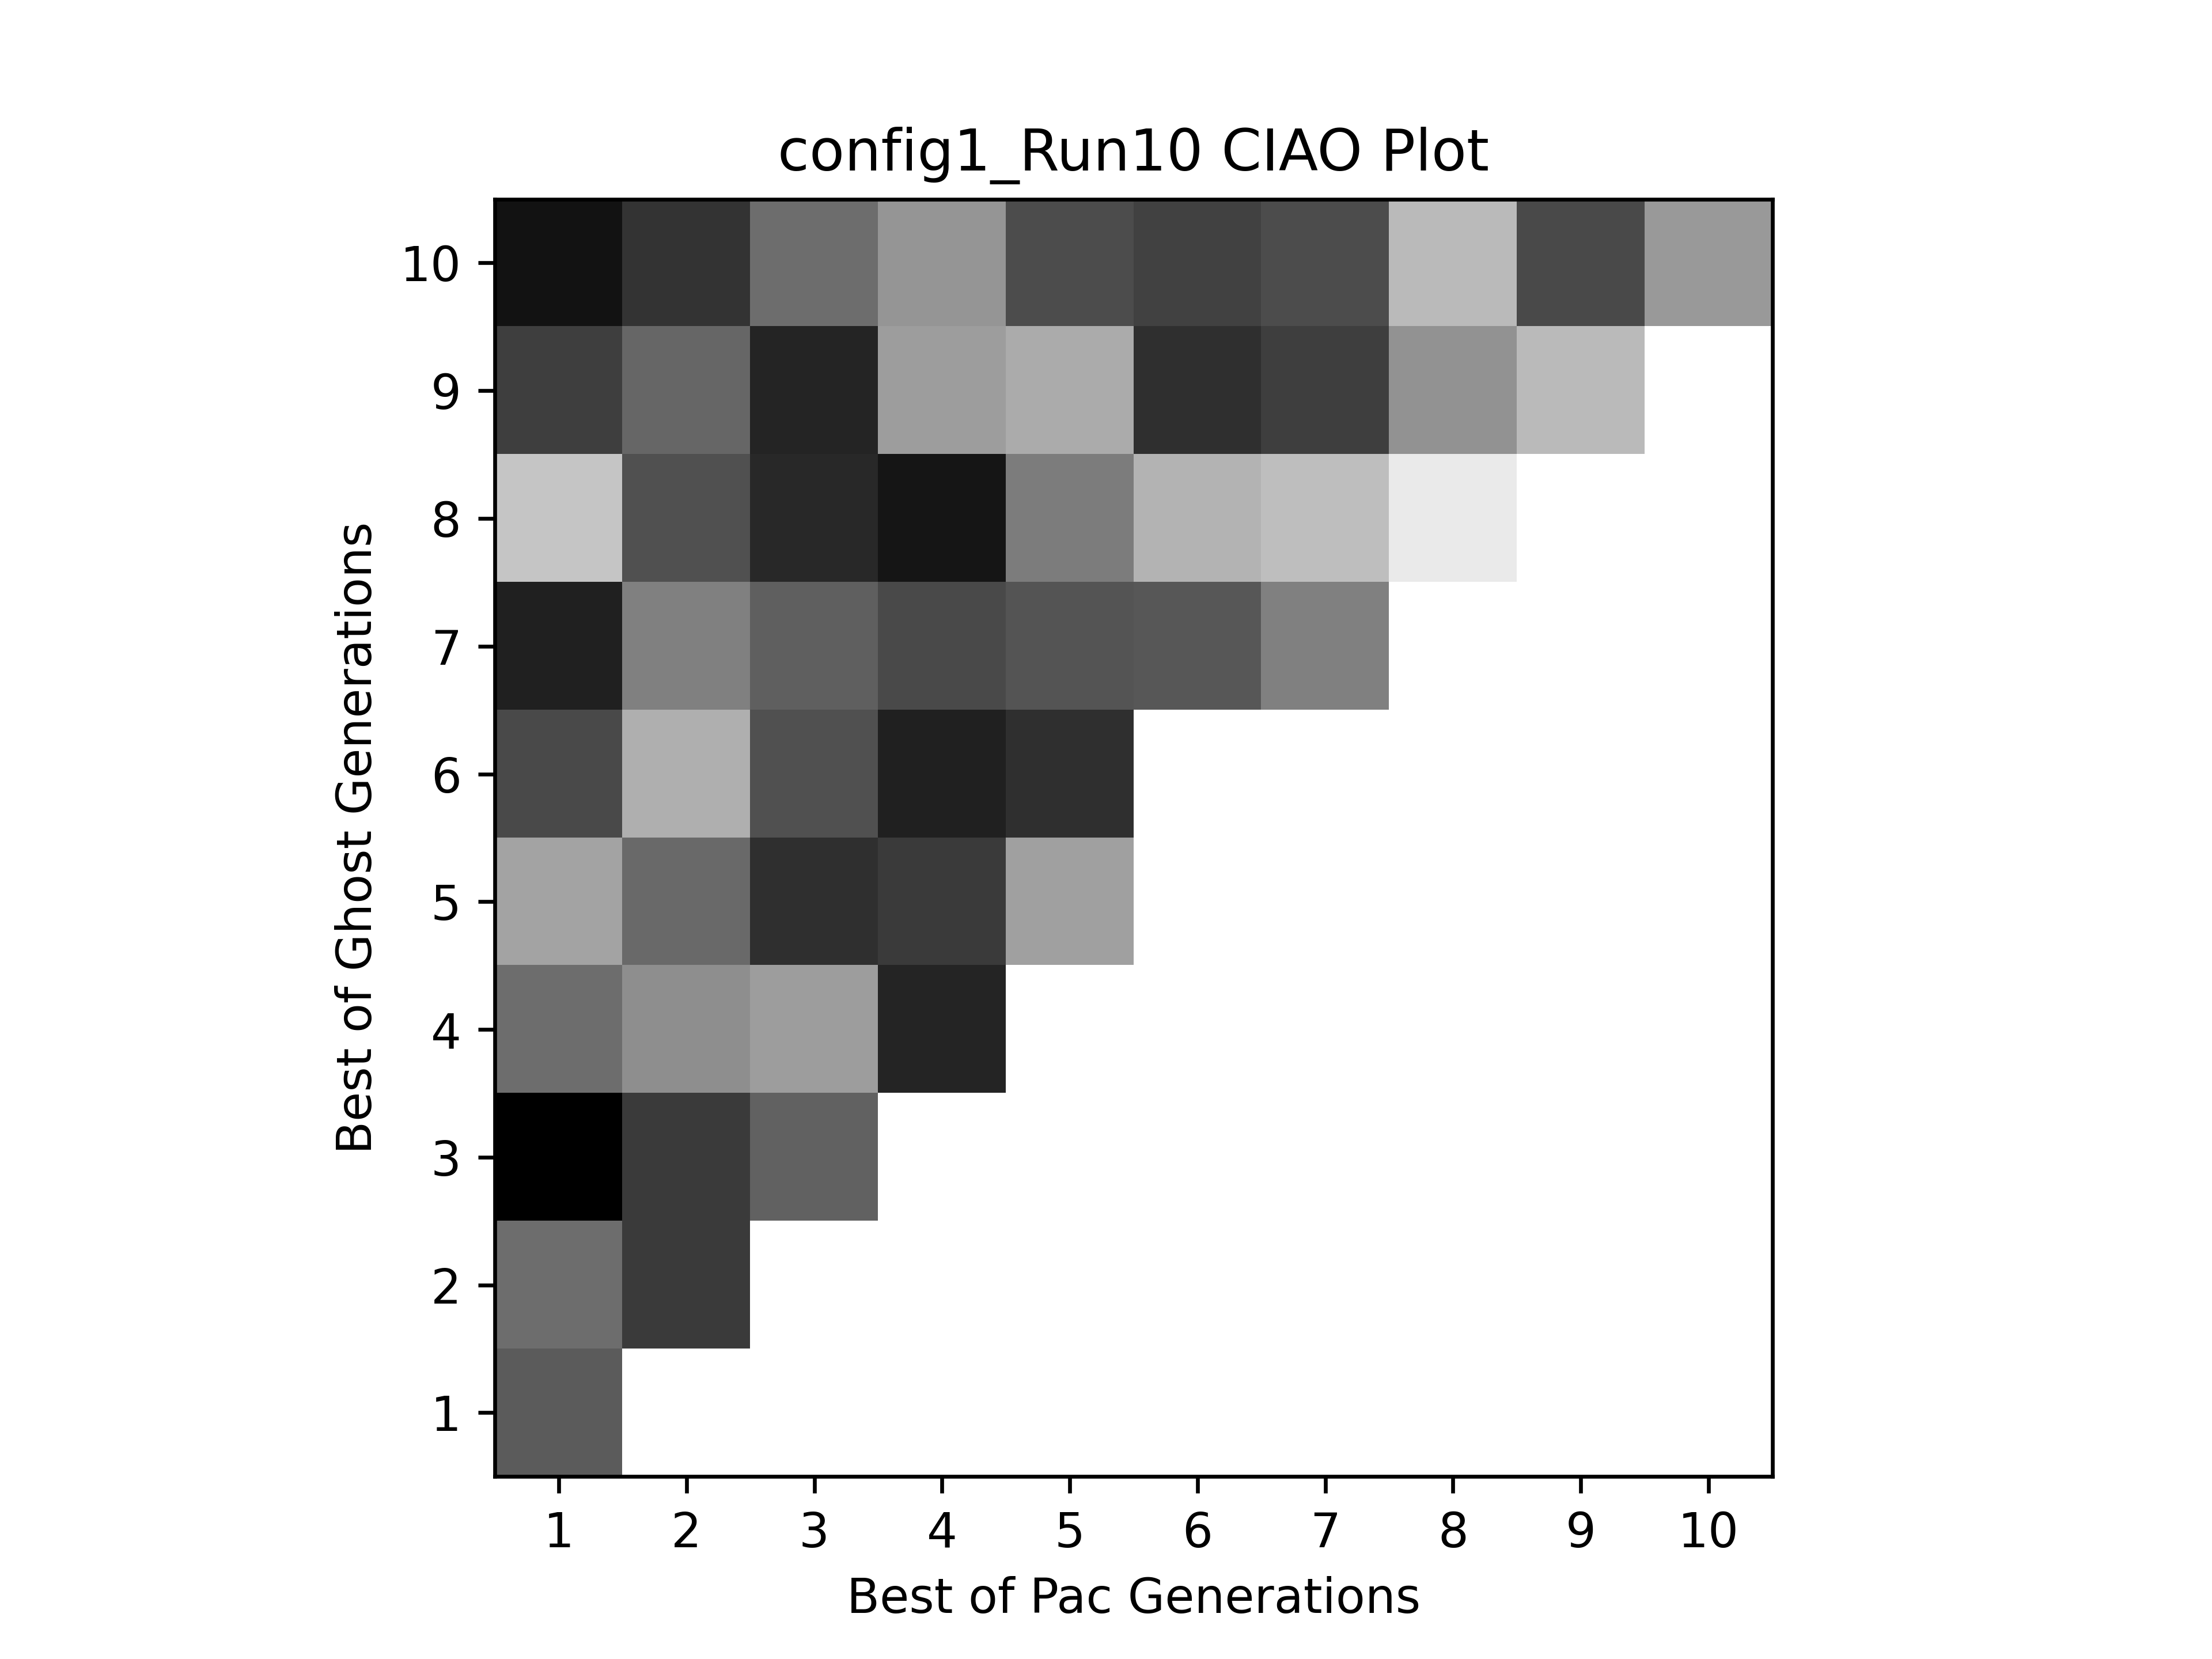 config1_Run10 CIAO Plot
Best of Ghost Generations
10
9
8
7
6
5
4
3
2
1
1 2 3 4 5 6 7 8 9 10
Best of Pac Generations